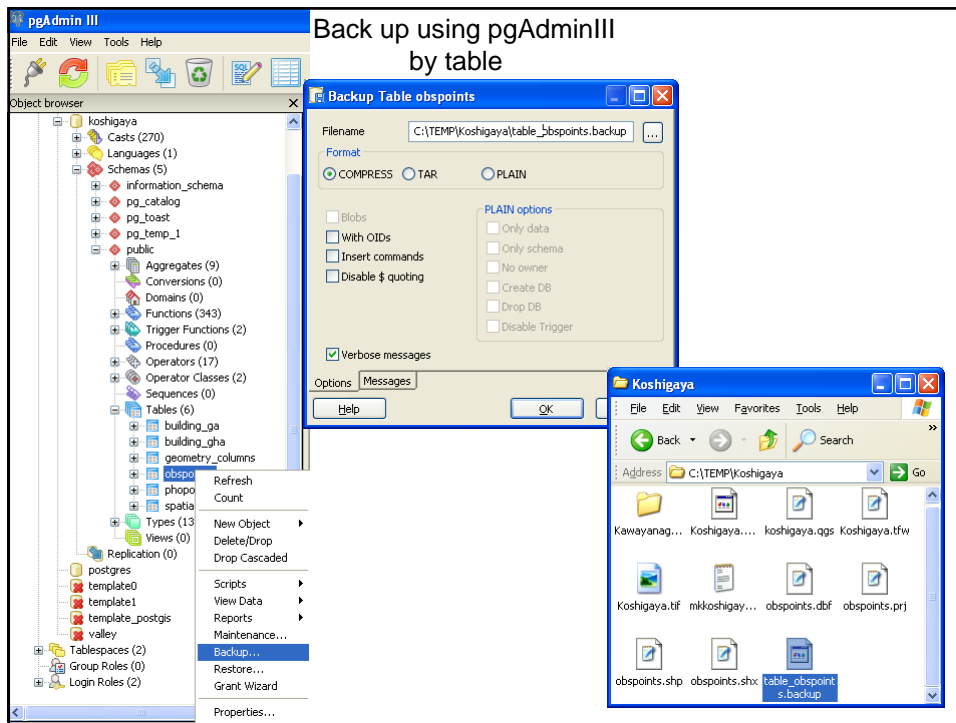 pgAdmin III
File Edit View Tools Help
SQL
Object browser
koshigaya
Casts (270)
Languages (1)
Schemas (5)
information_schema
pg_catalog
pg_toast
pg_temp_1
public
Aggregates (9)
Conversions (0)
Domains (0)
Functions (343)
Trigger Functions (2)
Procedures (0)
Operators (17)
Operator Classes (2)
Sequences (0)
Tables (6)
building_ga
building_gha
geometry_columns
obspo
phopo
spatia
Types (13
Views (0)
Replication (0)
postgres
template0
template1
template_postgis
valley
Tablespaces (2)
Group Roles (0)
Login Roles (2)
Refresh
Count
New Object
Delete/Drop
Drop Cascaded
Scripts
View Data
Reports
Maintenance...
Backup...
Restore...
Grant Wizard
Properties...
Back up using pgAdminIII
by table
Backup Table obspoints
Filename C:\TEMP\Koshigaya\table_obspoints.backup ...
Format
COMPRESS TAR PLAIN
Blobs
With OIDs
Insert commands
Disable $ quoting
PLAIN options
Only data
Only schema
No owner
Create DB
Drop DB
Disable Trigger
Verbose messages
Options Messages
Help OK
Koshigaya
File Edit View Favorites Tools Help »
Back Search
Address C:\TEMP\Koshigaya Go
Kawayanag... Koshigaya.... koshigaya.qgs Koshigaya.tfw
Koshigaya.tif mkkoshigay... obspoints.dbf obspoints.prj
obspoints.shp obspoints.shx table_obspoint
s.backup